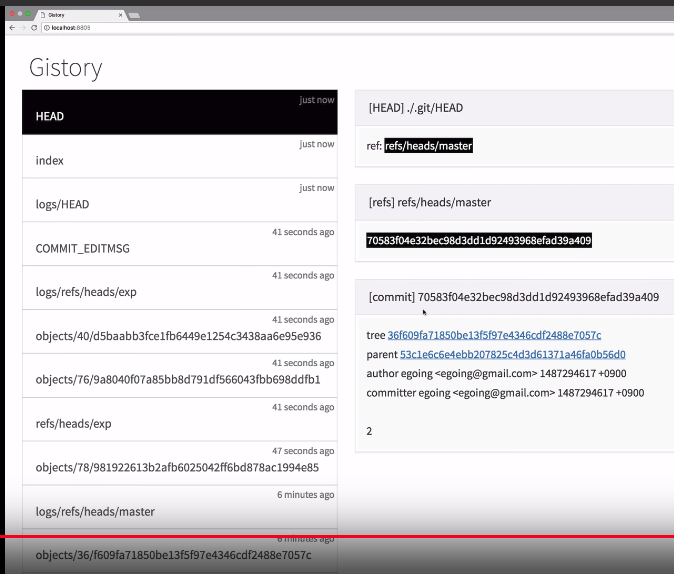 Gistory
localhost:8805
Gistory
just now
HEAD
just now
index
just now
logs/HEAD
41 seconds ago
COMMIT_EDITMSG
41 seconds ago
logs/refs/heads/exp
41 seconds ago
objects/40/d5baabb3fce1fb6449e1254c3438aa6e95e936
41 seconds ago
objects/76/9a8040f07a85bb8d791df566043fbb698ddfb1
41 seconds ago
refs/heads/exp
47 seconds ago
objects/78/981922613b2afb6025042ff6bd878ac1994e85
6 minutes ago
logs/refs/heads/master
6 minutes ago
objects/36/f609fa71850be13f5f97e4346cdf2488e7057c
[HEAD] ./.git/HEAD
ref: refs/heads/master
[refs] refs/heads/master
70583f04e32bec98d3dd1d92493968efad39a409
[commit] 70583f04e32bec98d3dd1d92493968efad39a409
tree 36f609fa71850be13f5f97e4346cdf2488e7057c
parent 53c1e6c6e4ebb207825c4d3d61371a46fa0b56d0
author egoing <egoing@gmail.com> 1487294617 +0900
committer egoing <egoing@gmail.com> 1487294617 +0900
2